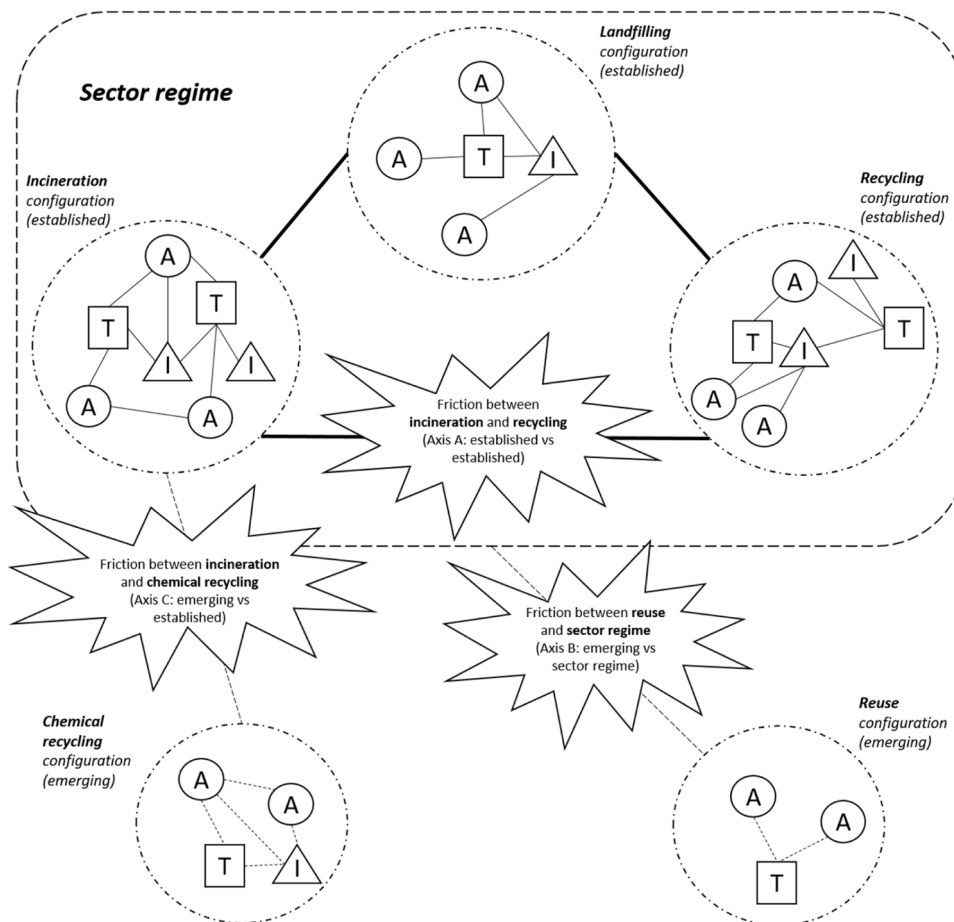 Landfilling
configuration
(established)
Sector regime
A
A
T
I
A
Incineration
configuration
(established)
A
T
T
I
I
A
A
Recycling
configuration
(established)
I
A
T
T
I
A
A
Friction between
incineration and recycling
(Axis A: established vs
established)
Friction between incineration
and chemical recycling
(Axis C: emerging vs
established)
Friction between reuse
and sector regime
(Axis B: emerging vs
sector regime)
Chemical
recycling
configuration
(emerging)
A
A
T
I
Reuse
configuration
(emerging)
A
A
T